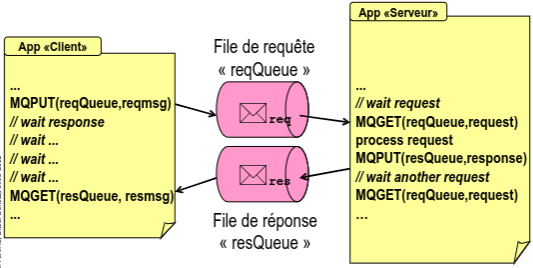 App «Client»
...
MQPUT(reqQueue,reqmsg)
// wait response
// wait ...
// wait ...
// wait ...
MQGET(resQueue, resmsg)
...
File de requête
« reqQueue »
req
res
File de réponse
« resQueue »
App «Serveur»
...
// wait request
MQGET(reqQueue,request)
process request
MQPUT(resQueue,response)
// wait another request
MQGET(reqQueue,request)
...